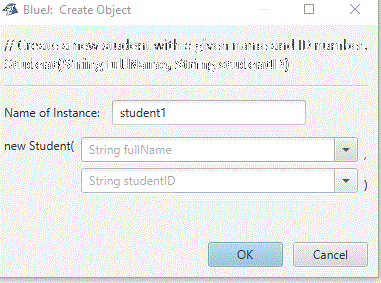 BlueJ: Create Object
// Create a new student with a given name and ID number.
Student(String fullName, String studentID)
Name of Instance: student1
new Student( String fullName ,
String studentID )
OK Cancel